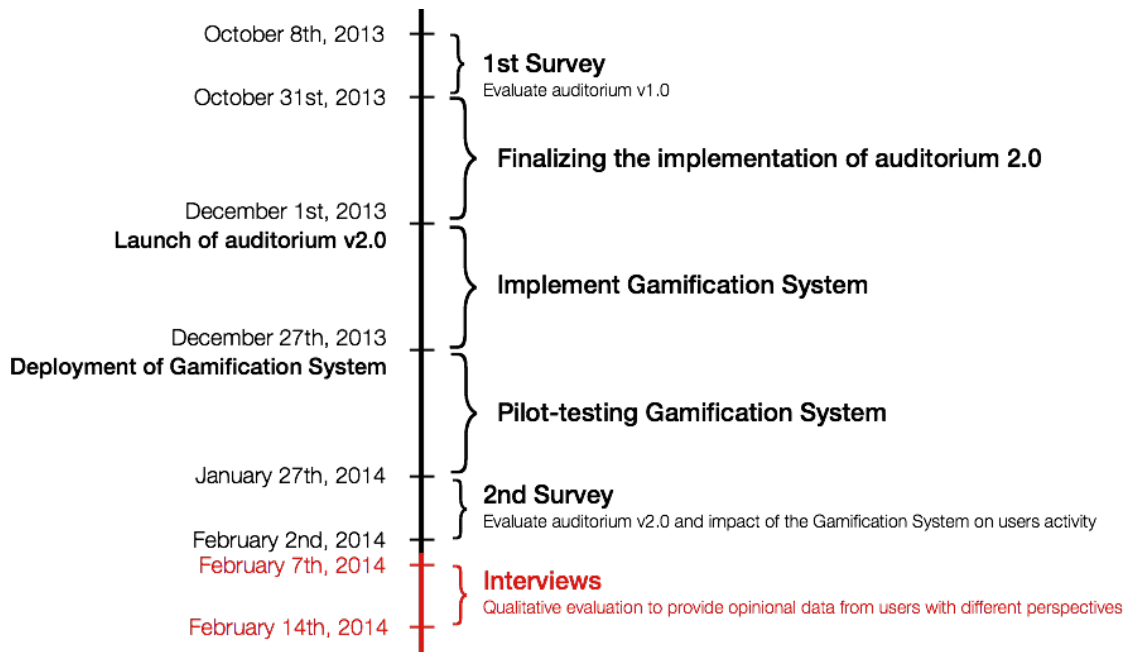 October 8th, 2013
1st Survey
Evaluate auditorium v1.0
October 31st, 2013
Finalizing the implementation of auditorium 2.0
December 1st, 2013
Launch of auditorium v2.0
Implement Gamification System
December 27th, 2013
Deployment of Gamification System
Pilot-testing Gamification System
January 27th, 2014
2nd Survey
Evaluate auditorium v2.0 and impact of the Gamification System on users activity
February 2nd, 2014
February 7th, 2014
Interviews
Qualitative evaluation to provide opinional data from users with different perspectives
February 14th, 2014